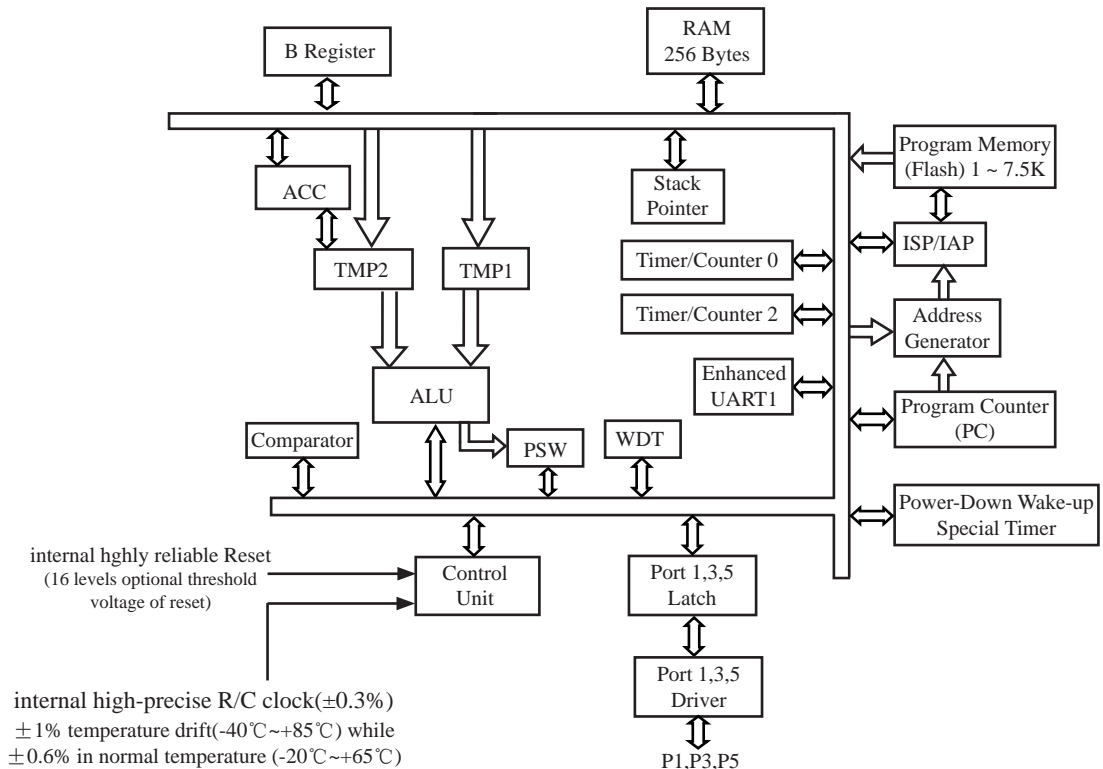 B Register
RAM
256 Bytes
Program Memory
(Flash) 1 ~ 7.5K
ACC
Stack
Pointer
ISP/IAP
TMP2
TMP1
Timer/Counter 0
Timer/Counter 2
Address
Generator
Enhanced
UART1
ALU
Program Counter
(PC)
Comparator
PSW
WDT
Power-Down Wake-up
Special Timer
internal hghly reliable Reset
(16 levels optional threshold
voltage of reset)
Control
Unit
Port 1,3,5
Latch
Port 1,3,5
Driver
internal high-precise R/C clock(±0.3%)
±1% temperature drift(-40℃~+85℃) while
±0.6% in normal temperature (-20℃~+65℃)
P1,P3,P5